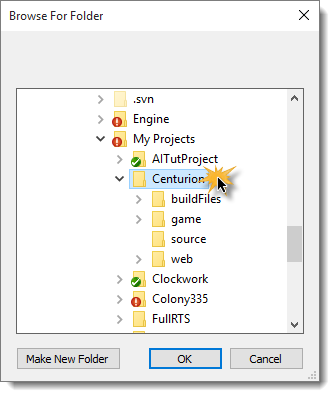 Browse For Folder
.svn
Engine
My Projects
AITutProject
Centurion
buildFiles
game
source
web
Clockwork
Colony335
FullRTS
Make New Folder
OK
Cancel